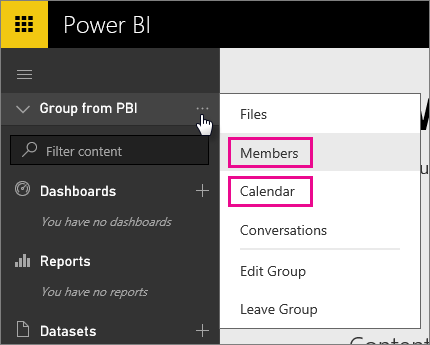 Power BI
Group from PBI
Filter content
Dashboards
You have no dashboards
Reports
You have no reports
Datasets
Files
Members
Calendar
Conversations
Edit Group
Leave Group